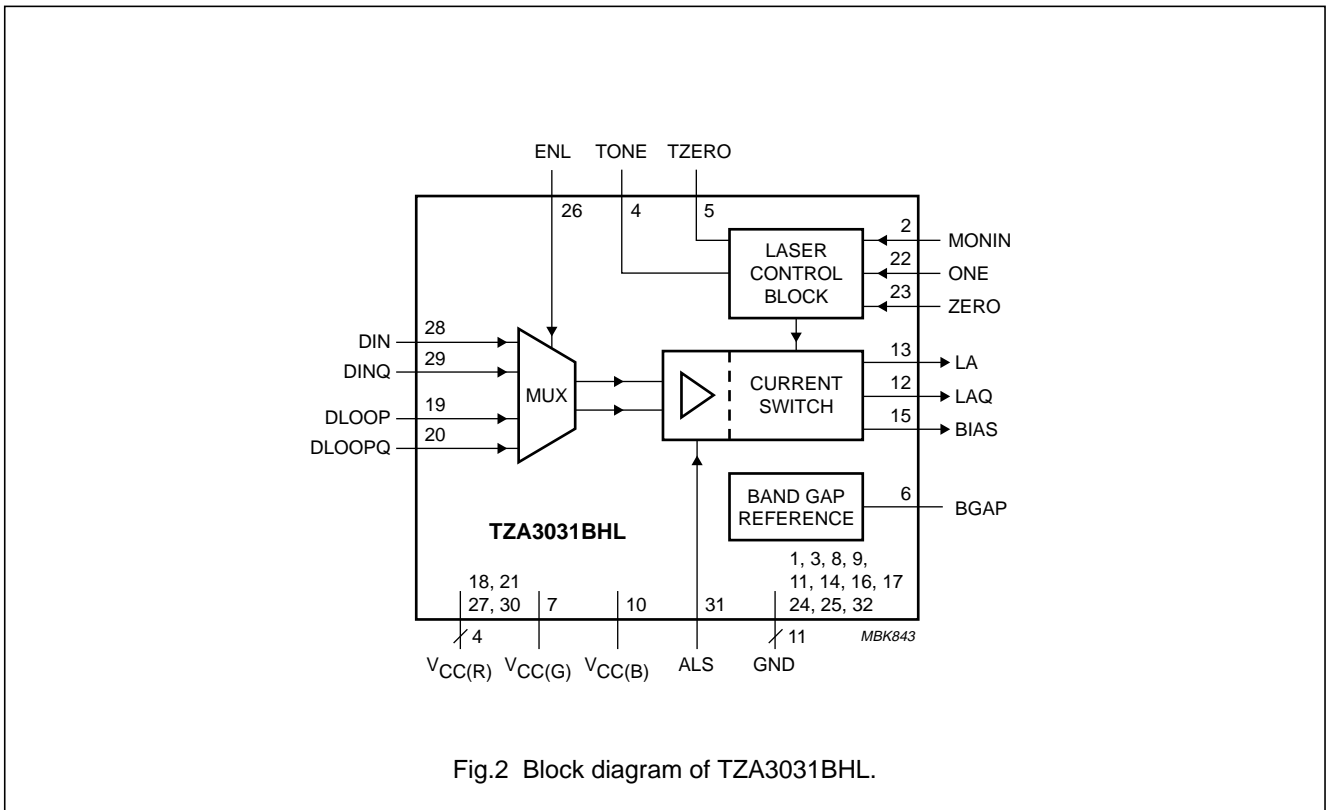 ENL TONE TZERO
26 4 5
2 MONIN
LASER
CONTROL
BLOCK
22 ONE
23 ZERO
DIN 28
DINQ 29
DLOOP 19
DLOOPQ 20
MUX
CURRENT
SWITCH
13 LA
12 LAQ
15 BIAS
BAND GAP
REFERENCE
6 BGAP
TZA3031BHL
18, 21
27, 30
7
10
31
1, 3, 8, 9,
11, 14, 16, 17
24, 25, 32
4
11
MBK843
VCC(R) VCC(G) VCC(B) ALS GND
Fig.2 Block diagram of TZA3031BHL.